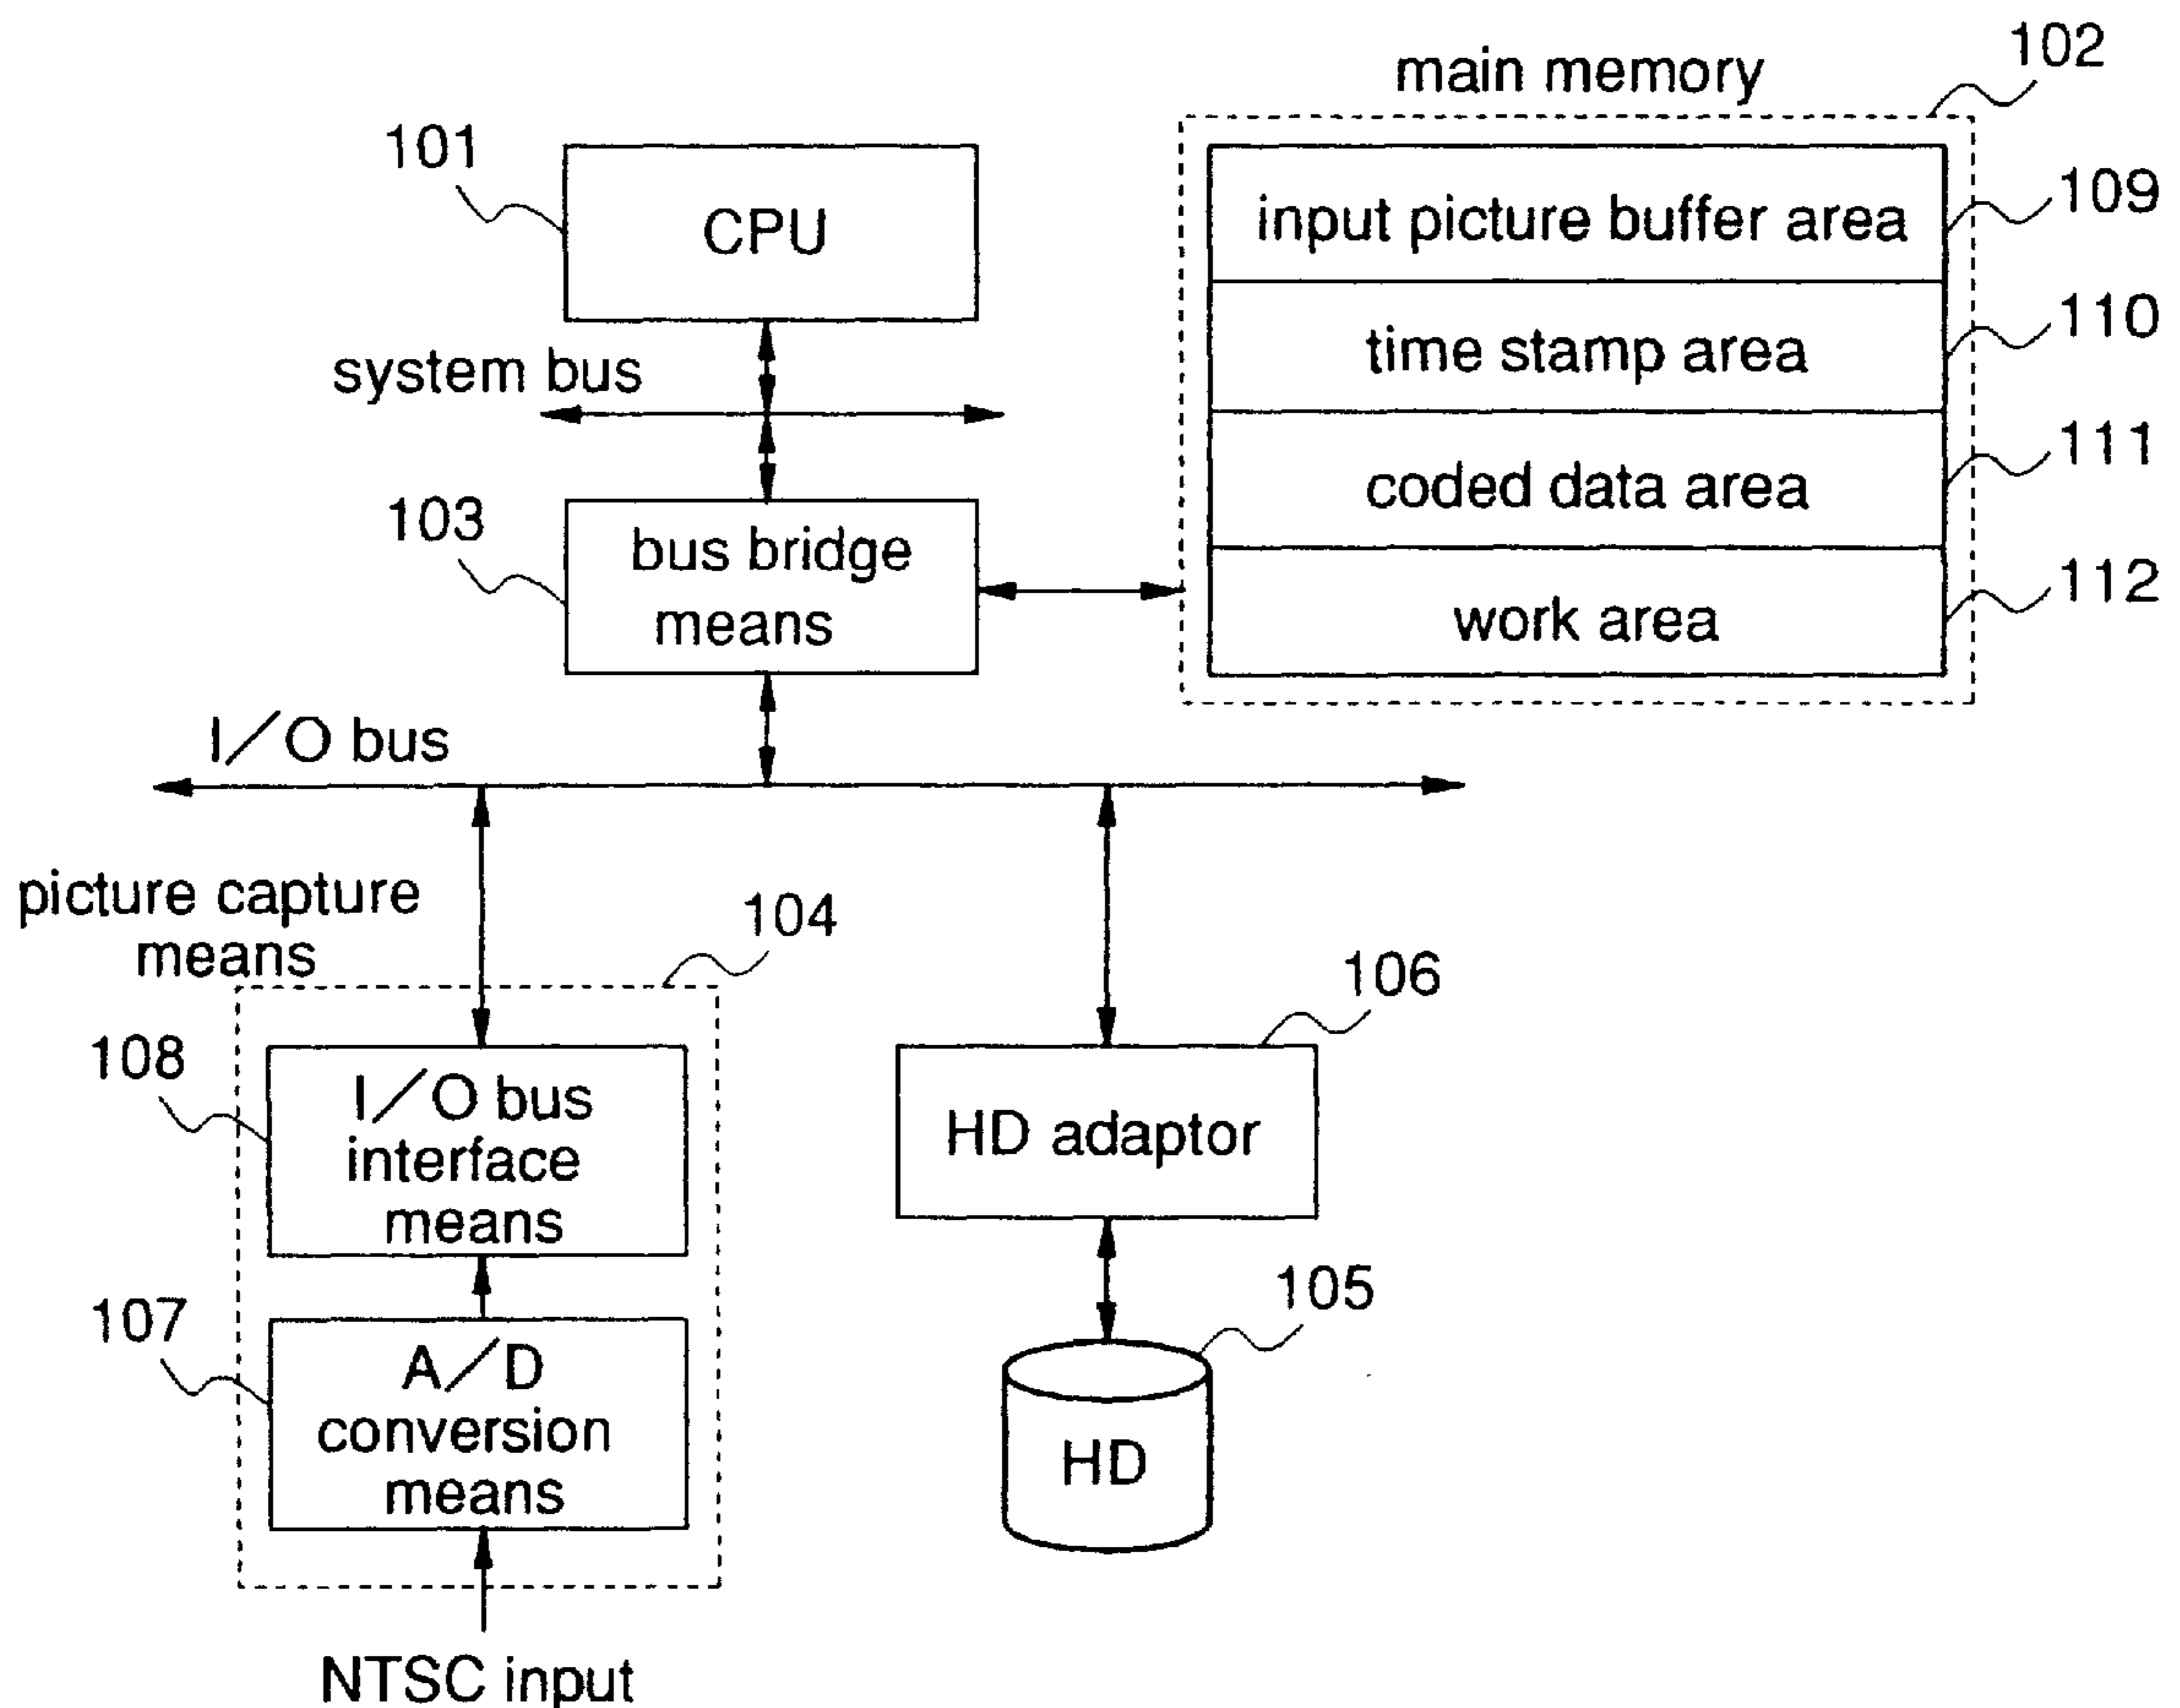 102
main memory
101
CPU
input picture buffer area
109
time stamp area
110
system bus
coded data area
111
103
bus bridge
means
work area
112
I/O bus
picture capture
means
104
106
108
I/O bus
interface
means
HD adaptor
107
A/D
conversion
means
105
HD
NTSC input